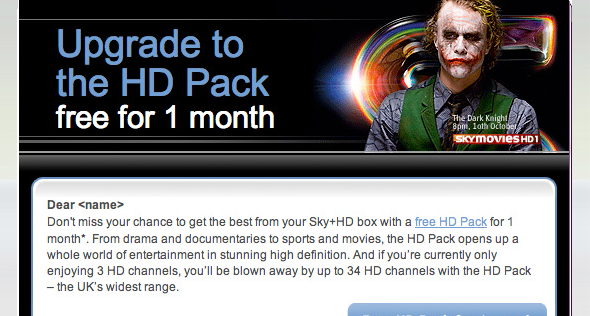 Upgrade to
the HD Pack
free for 1 month
The Dark Knight
8pm, 10th October
sky movies HD1
Dear <name>
Don't miss your chance to get the best from your Sky+HD box with a free HD Pack for 1
month*. From drama and documentaries to sports and movies, the HD Pack opens up a
whole world of entertainment in stunning high definition. And if you're currently only
enjoying 3 HD channels, you'll be blown away by up to 34 HD channels with the HD Pack
– the UK's widest range.